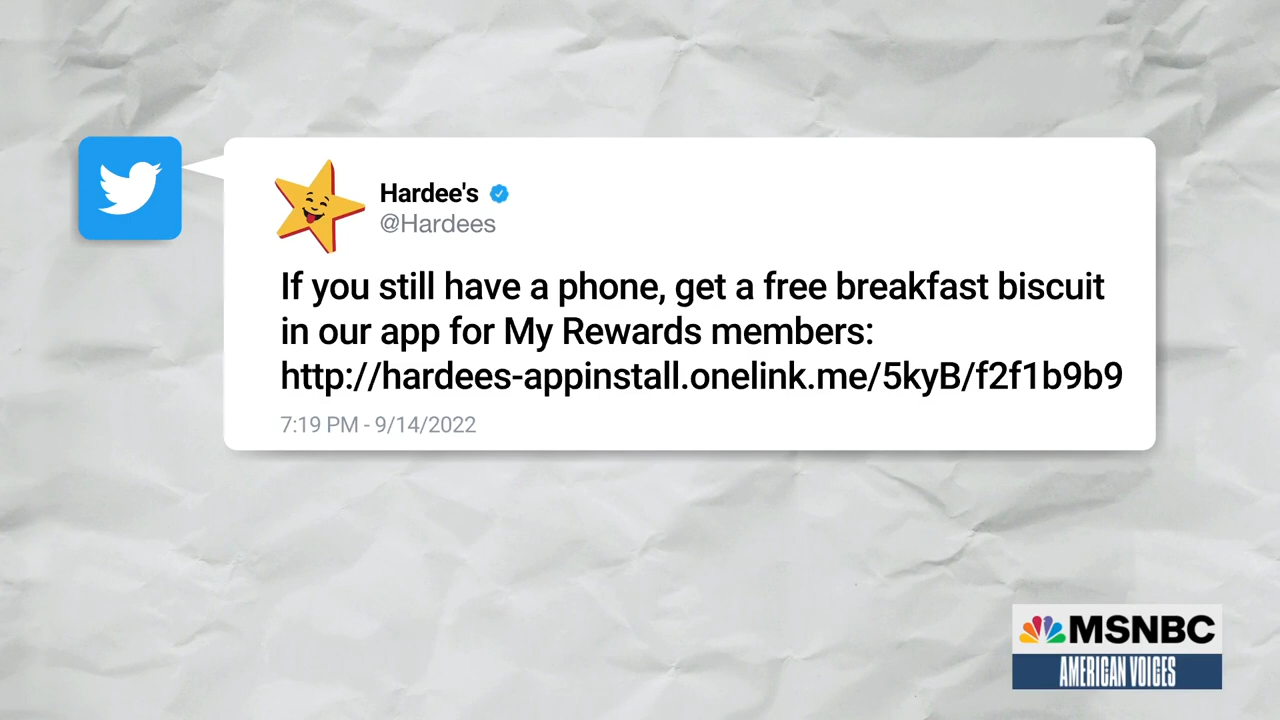 Hardee's
@Hardees
If you still have a phone, get a free breakfast biscuit
in our app for My Rewards members:
http://hardees-appinstall.onelink.me/5kyB/f2f1b9b9
7:19 PM - 9/14/2022
MSNBC
AMERICAN VOICES